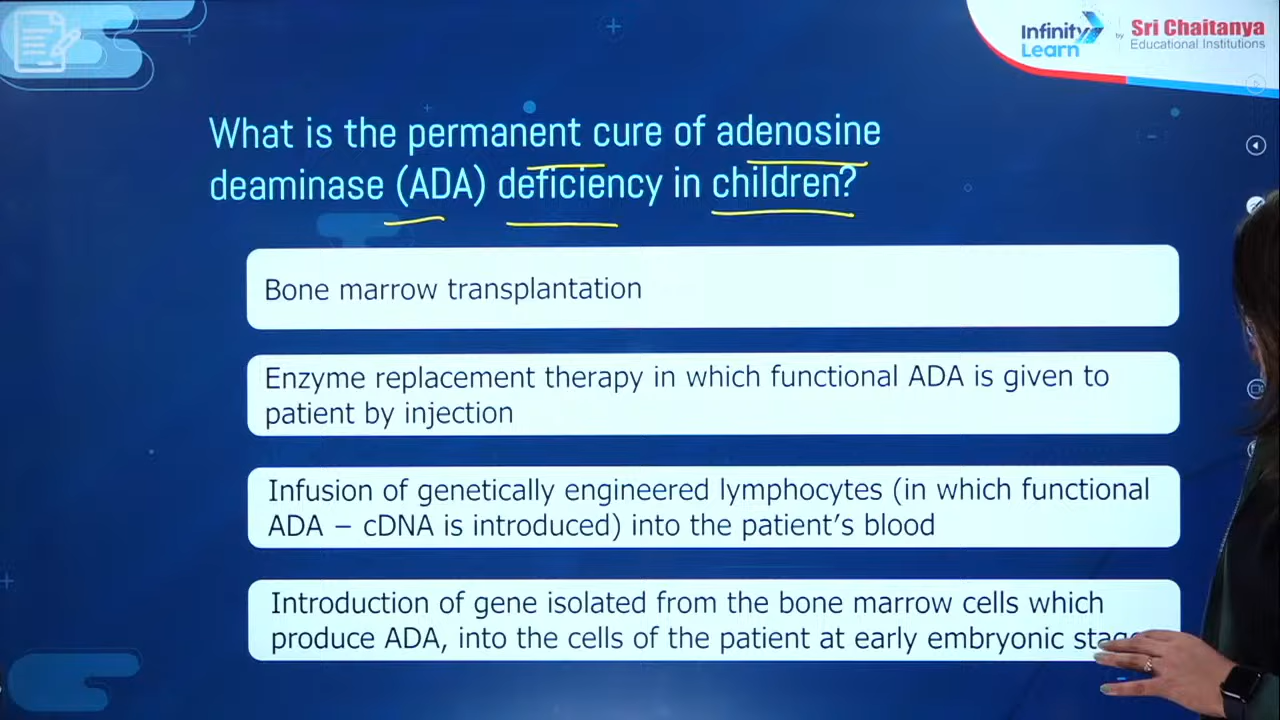 Infinity Learn
by
Sri Chaitanya
Educational Institutions
What is the permanent cure of adenosine
deaminase (ADA) deficiency in children?
Bone marrow transplantation
Enzyme replacement therapy in which functional ADA is given to
patient by injection
Infusion of genetically engineered lymphocytes (in which functional
ADA – cDNA is introduced) into the patient's blood
Introduction of gene isolated from the bone marrow cells which
produce ADA, into the cells of the patient at early embryonic